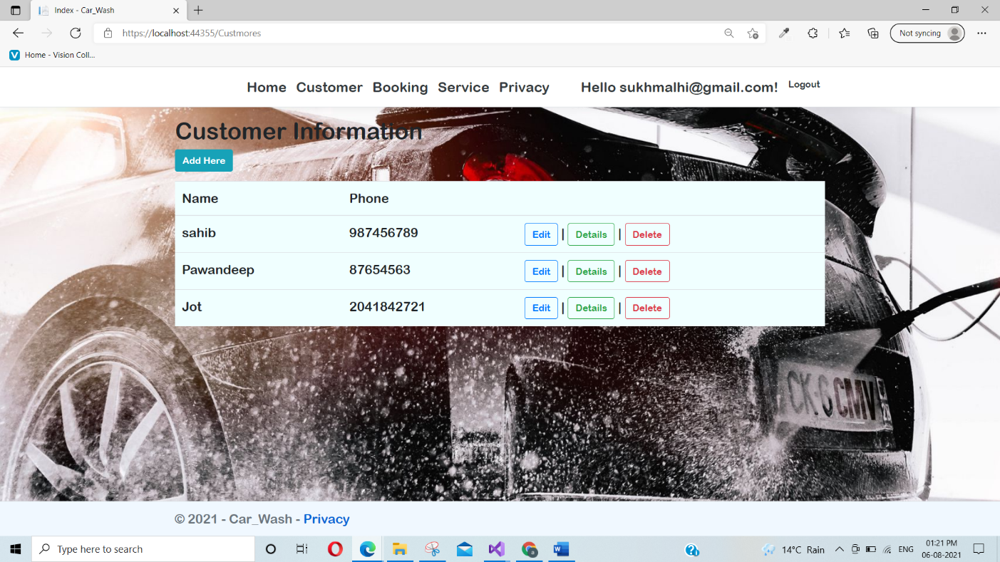 Index - Car_Wash
https://localhost:44355/Custmores
Not syncing
Home - Vision Coll...
Home Customer Booking Service Privacy Hello sukhmalhi@gmail.com! Logout
Customer Information
Add Here
Name Phone
sahib 987456789 Edit | Details | Delete
Pawandeep 87654563 Edit | Details | Delete
Jot 2041842721 Edit | Details | Delete
CK·GCMV
© 2021 - Car_Wash - Privacy
Type here to search
14°C Rain
ENG
01:21 PM
06-08-2021